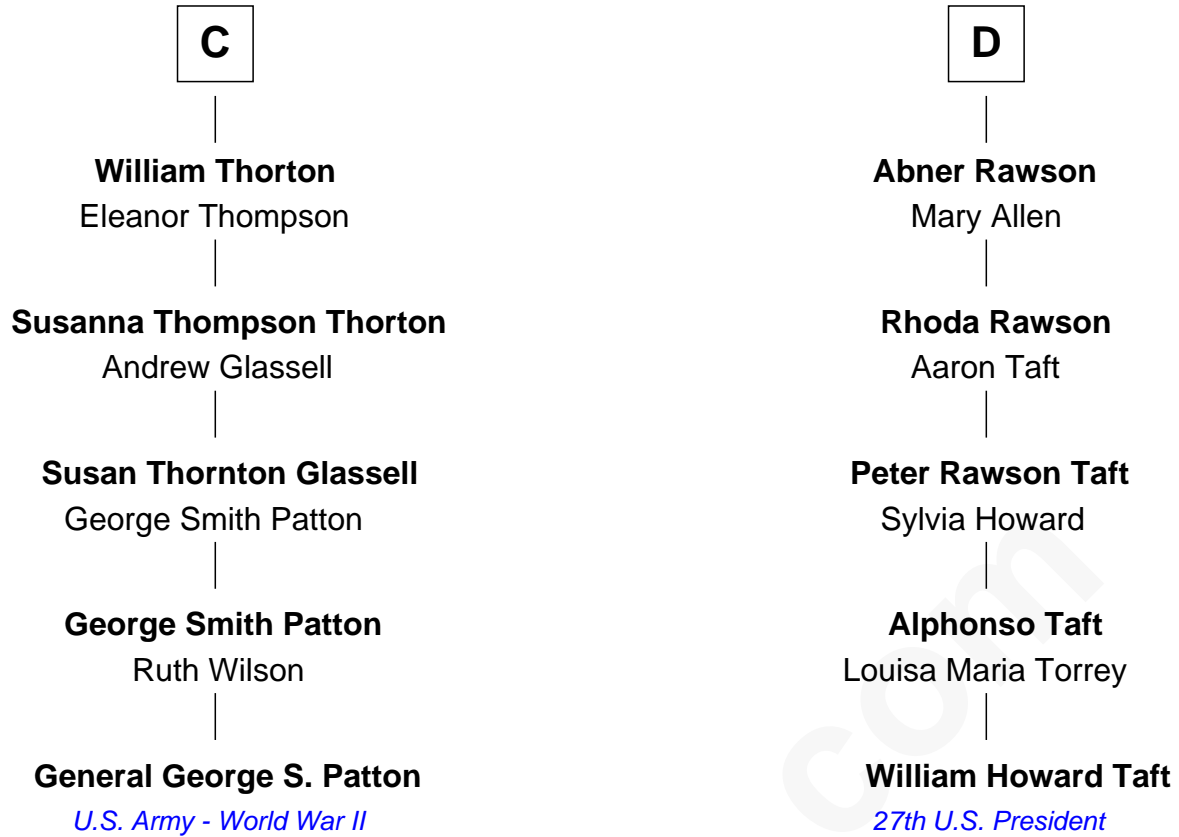 C
William Thorton
Eleanor Thompson
Susanna Thompson Thorton
Andrew Glassell
Susan Thornton Glassell
George Smith Patton
George Smith Patton
Ruth Wilson
General George S. Patton
U.S. Army - World War II
D
Abner Rawson
Mary Allen
Rhoda Rawson
Aaron Taft
Peter Rawson Taft
Sylvia Howard
Alphonso Taft
Louisa Maria Torrey
William Howard Taft
27th U.S. President
com